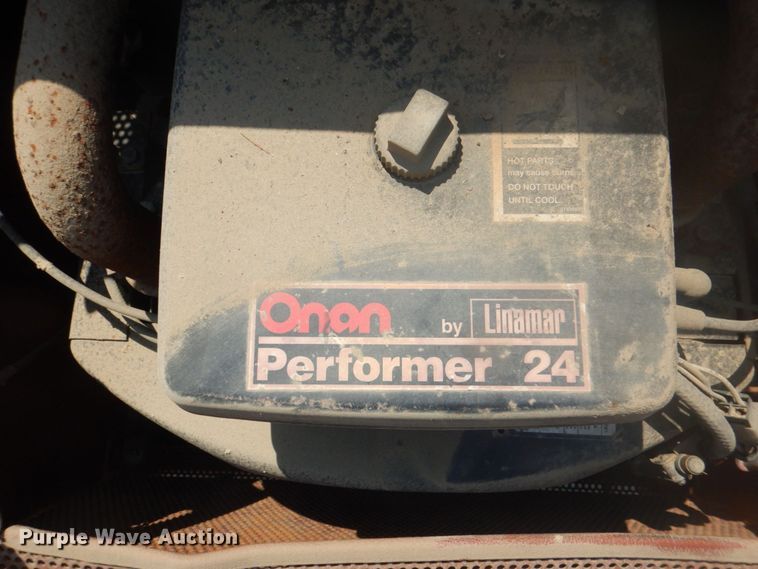 HOT PARTS
may cause burns
DO NOT TOUCH
UNTIL COOL.
Onan by Linamar
Performer 24
Purple Wave Auction